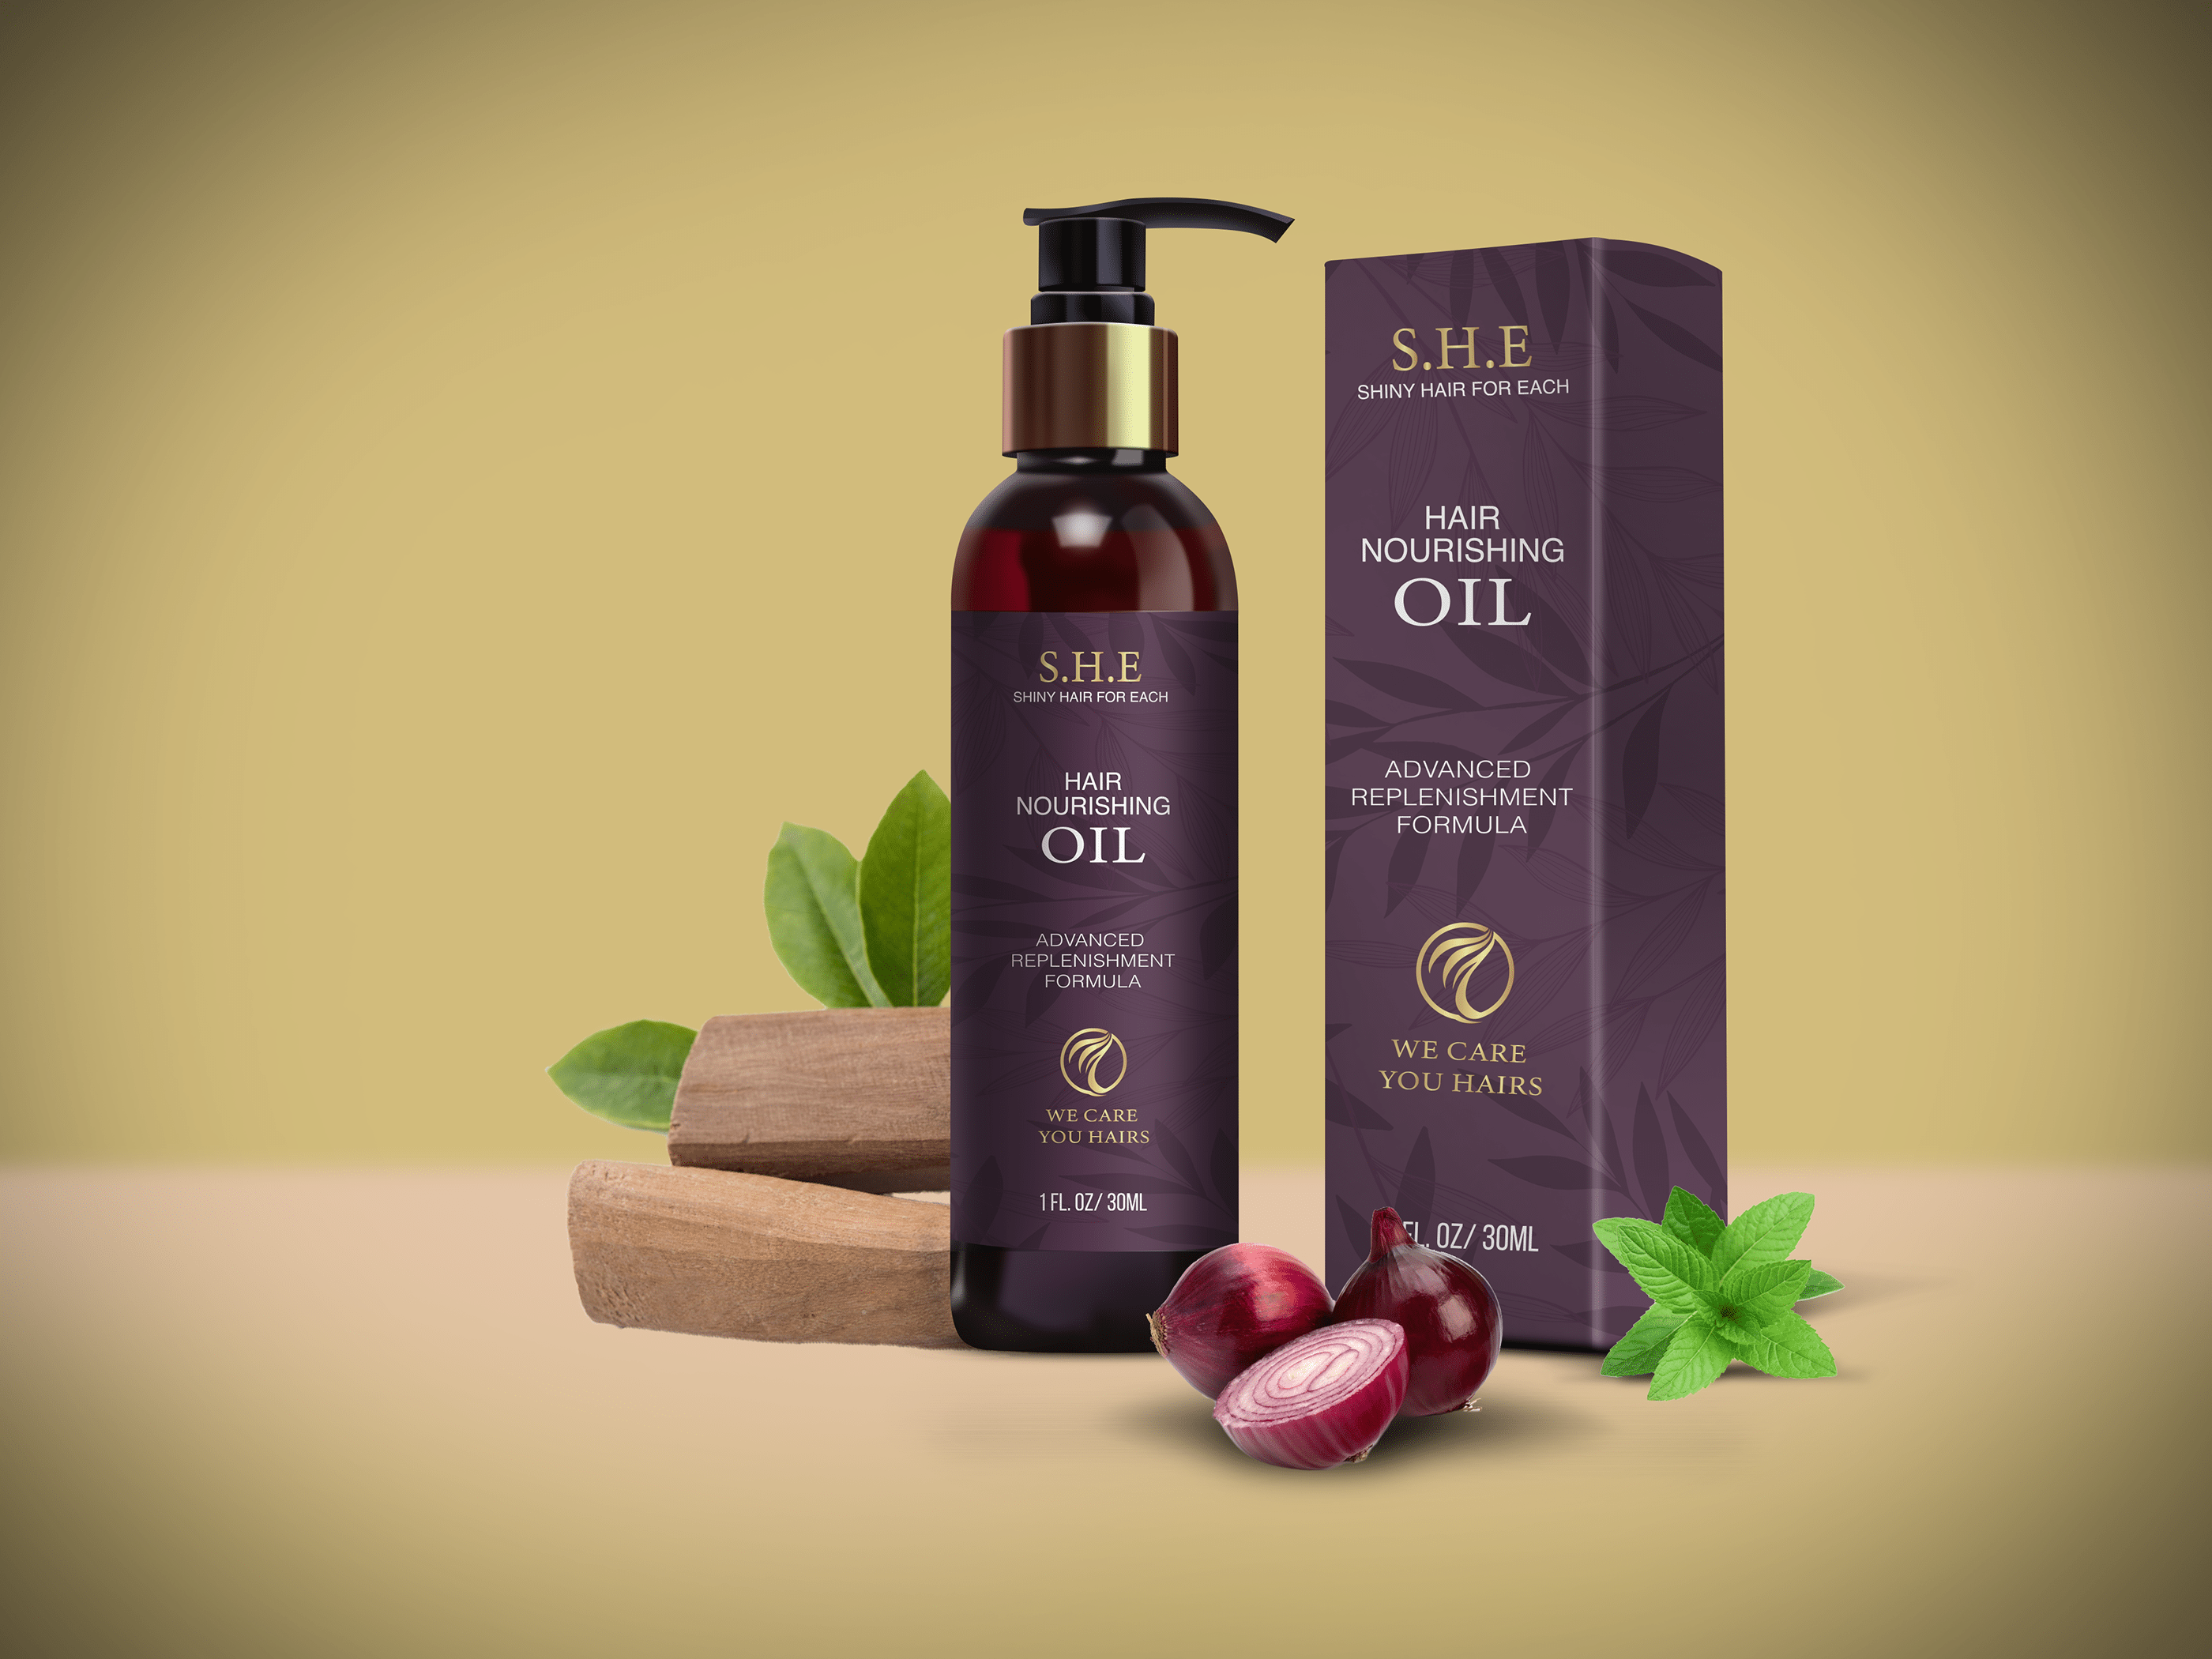 S.H.E
SHINY HAIR FOR EACH
HAIR
NOURISHING
OIL
ADVANCED
REPLENISHMENT
FORMULA
WE CARE
YOU HAIRS
1 FL. OZ/ 30ML
S.H.E
SHINY HAIR FOR EACH
HAIR
NOURISHING
OIL
ADVANCED
REPLENISHMENT
FORMULA
WE CARE
YOU HAIRS
FL. OZ/ 30ML